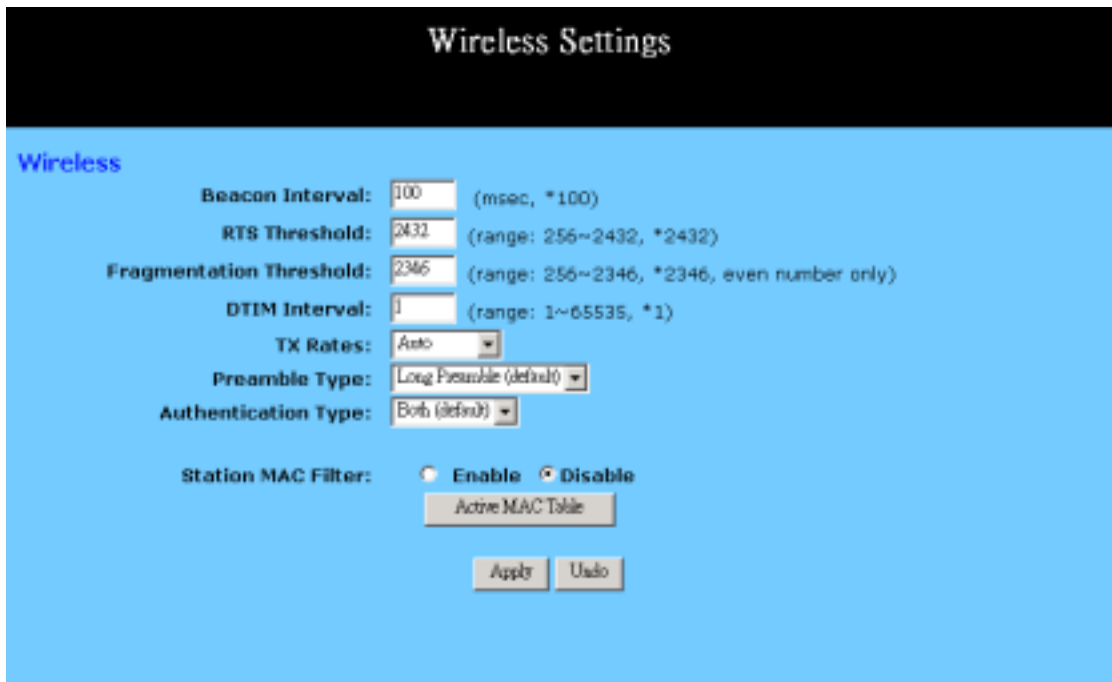 Wireless Settings
Wireless
Beacon Interval: 100 (msec, *100)
RTS Threshold: 2432 (range: 256~2432, *2432)
Fragmentation Threshold: 2346 (range: 256~2346, *2346, even number only)
DTIM Interval: 1 (range: 1~65535, *1)
TX Rates: Auto
Preamble Type: Long Preamble (default)
Authentication Type: Both (default)
Station MAC Filter: Enable Disable
Active MAC Table
Apply Undo